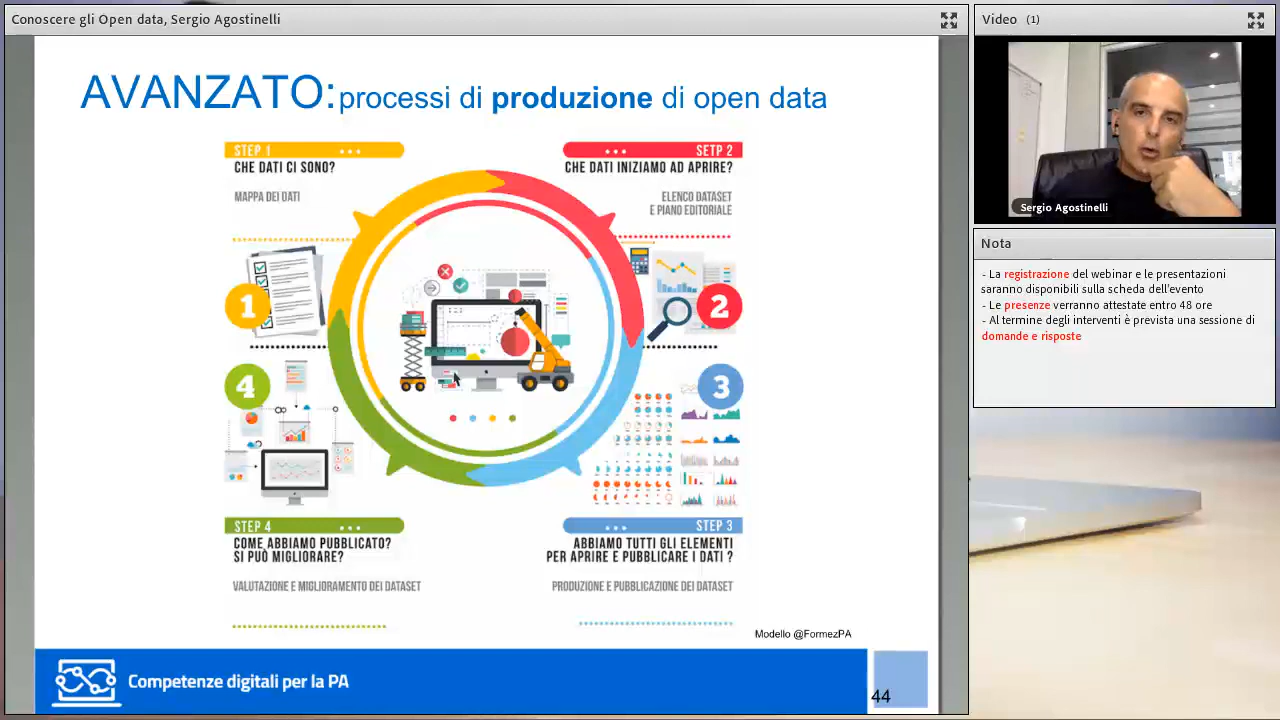 Conoscere gli Open data, Sergio Agostinelli
AVANZATO: processi di produzione di open data
STEP 1
CHE DATI CI SONO?
MAPPA DEI DATI
SETP 2
CHE DATI INIZIAMO AD APRIRE?
ELENCO DATASET
E PIANO EDITORIALE
1
2
4
3
STEP 4
COME ABBIAMO PUBBLICATO?
SI PUÒ MIGLIORARE?
VALUTAZIONE E MIGLIORAMENTO DEI DATASET
STEP 3
ABBIAMO TUTTI GLI ELEMENTI
PER APRIRE E PUBBLICARE I DATI ?
PRODUZIONE E PUBBLICAZIONE DEI DATASET
Modello @FormezPA
Competenze digitali per la PA
44
Video (1)
Sergio Agostinelli
Nota
- La registrazione del webinar e le presentazioni
saranno disponibili sulla scheda dell'evento
- Le presenze verranno attestate entro 48 ore
- Al termine degli interventi è prevista una sessione di
domande e risposte